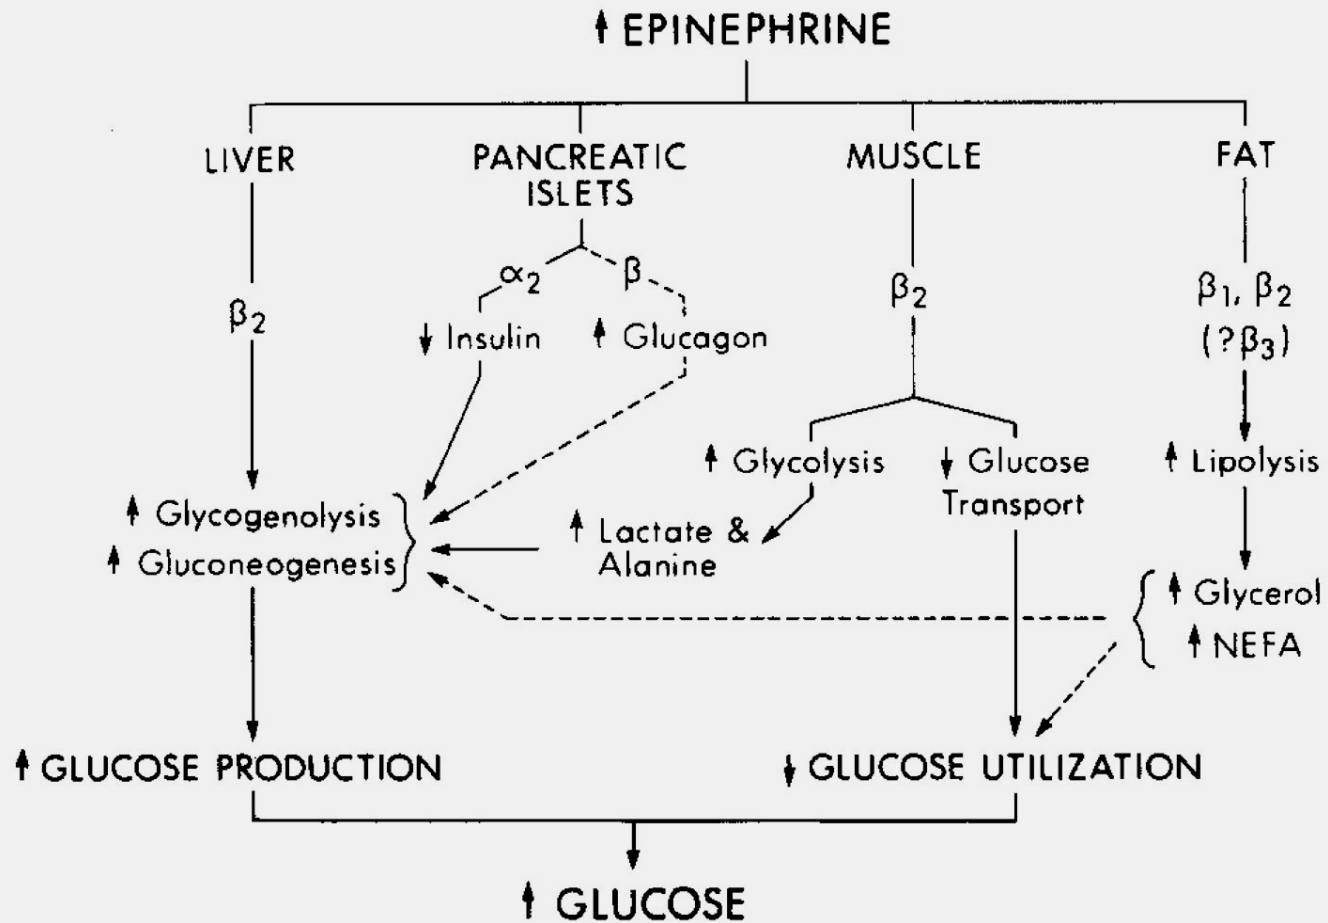 ↑ EPINEPHRINE
LIVER
PANCREATIC
ISLETS
MUSCLE
FAT
β2
α2
β
β2
β1, β2
(?β3)
↓ Insulin
↑ Glucagon
↑ Glycolysis
↓ Glucose
Transport
↑ Lipolysis
↑ Glycogenolysis
↑ Gluconeogenesis
↑ Lactate &
Alanine
↑ Glycerol
↑ NEFA
↑ GLUCOSE PRODUCTION
↓ GLUCOSE UTILIZATION
↑ GLUCOSE